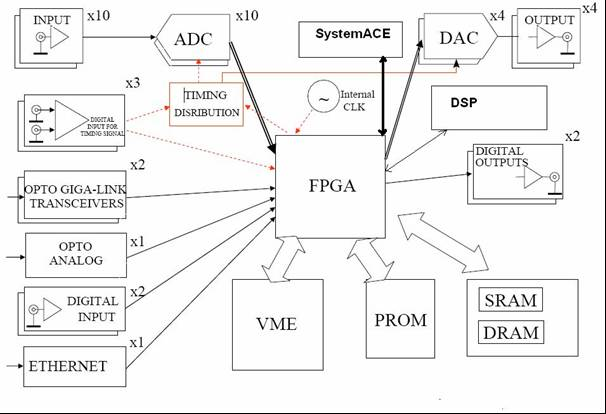 INPUT
x10
ADC
x10
SystemACE
DAC
x4
OUTPUT
x4
x3
DIGITAL
INPUT FOR
TIMING SIGNAL
TIMING
DISRIBUTION
~
Internal
CLK
DSP
x2
DIGITAL
OUTPUTS
x2
OPTO GIGA-LINK
TRANSCEIVERS
FPGA
x1
OPTO
ANALOG
x2
DIGITAL
INPUT
x1
ETHERNET
VME
PROM
SRAM
DRAM